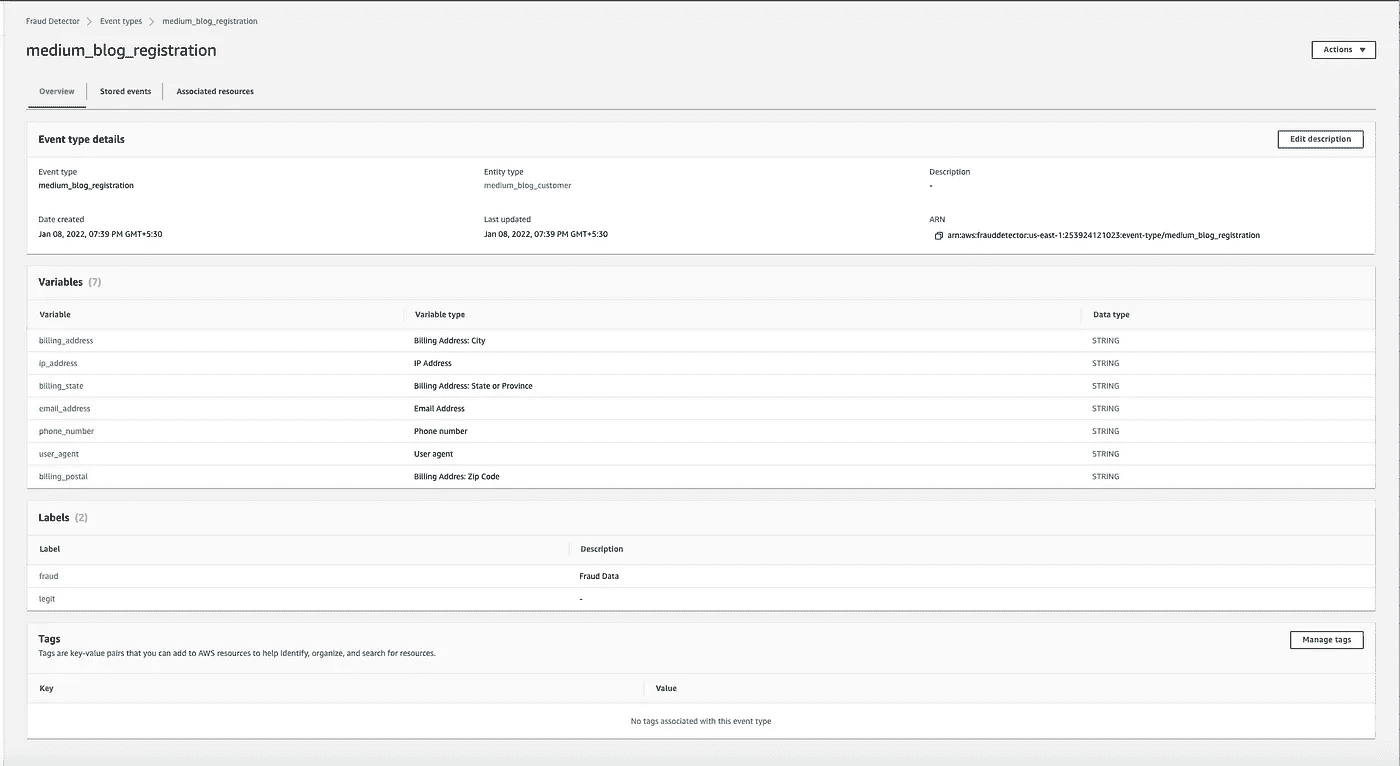 Fraud Detector > Event types > medium_blog_registration
medium_blog_registration
Actions ▼
Overview Stored events Associated resources
Event type details
Edit description
Event type Entity type Description
medium_blog_registration medium_blog_customer -
Date created Last updated ARN
Jan 08, 2022, 07:39 PM GMT+5:30 Jan 08, 2022, 07:39 PM GMT+5:30 arn:aws:frauddetector:us-east-1:253924121023:event-type/medium_blog_registration
Variables (7)
Variable Variable type Data type
billing_address Billing Address: City STRING
ip_address IP Address STRING
billing_state Billing Address: State or Province STRING
email_address Email Address STRING
phone_number Phone number STRING
user_agent User agent STRING
billing_postal Billing Addres: Zip Code STRING
Labels (2)
Label Description
fraud Fraud Data
legit -
Tags
Manage tags
Tags are key-value pairs that you can add to AWS resources to help identify, organize, and search for resources.
Key Value
No tags associated with this event type